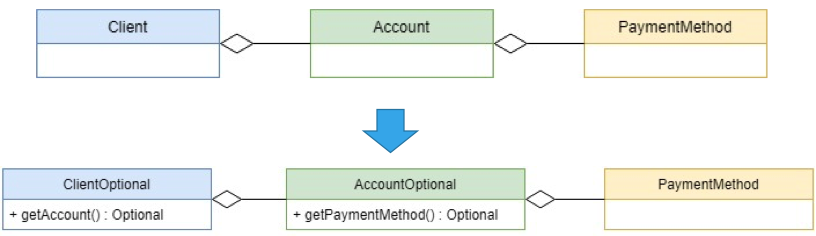 Client
Account
PaymentMethod
ClientOptional
AccountOptional
PaymentMethod
+ getAccount() : Optional
+ getPaymentMethod() : Optional